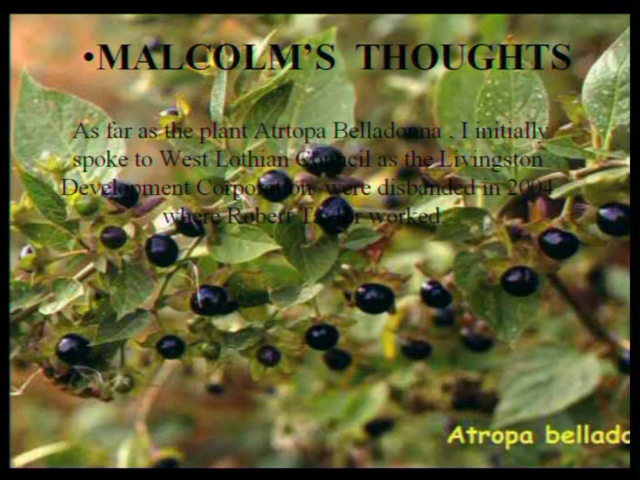 •MALCOLM'S THOUGHTS
As far as the plant Atrtopa Belladonna . I initially
spoke to West Lothian Council as the Livingston
Development Corporation were disbanded in 2004
where Robert Taylor worked
Atropa bellado